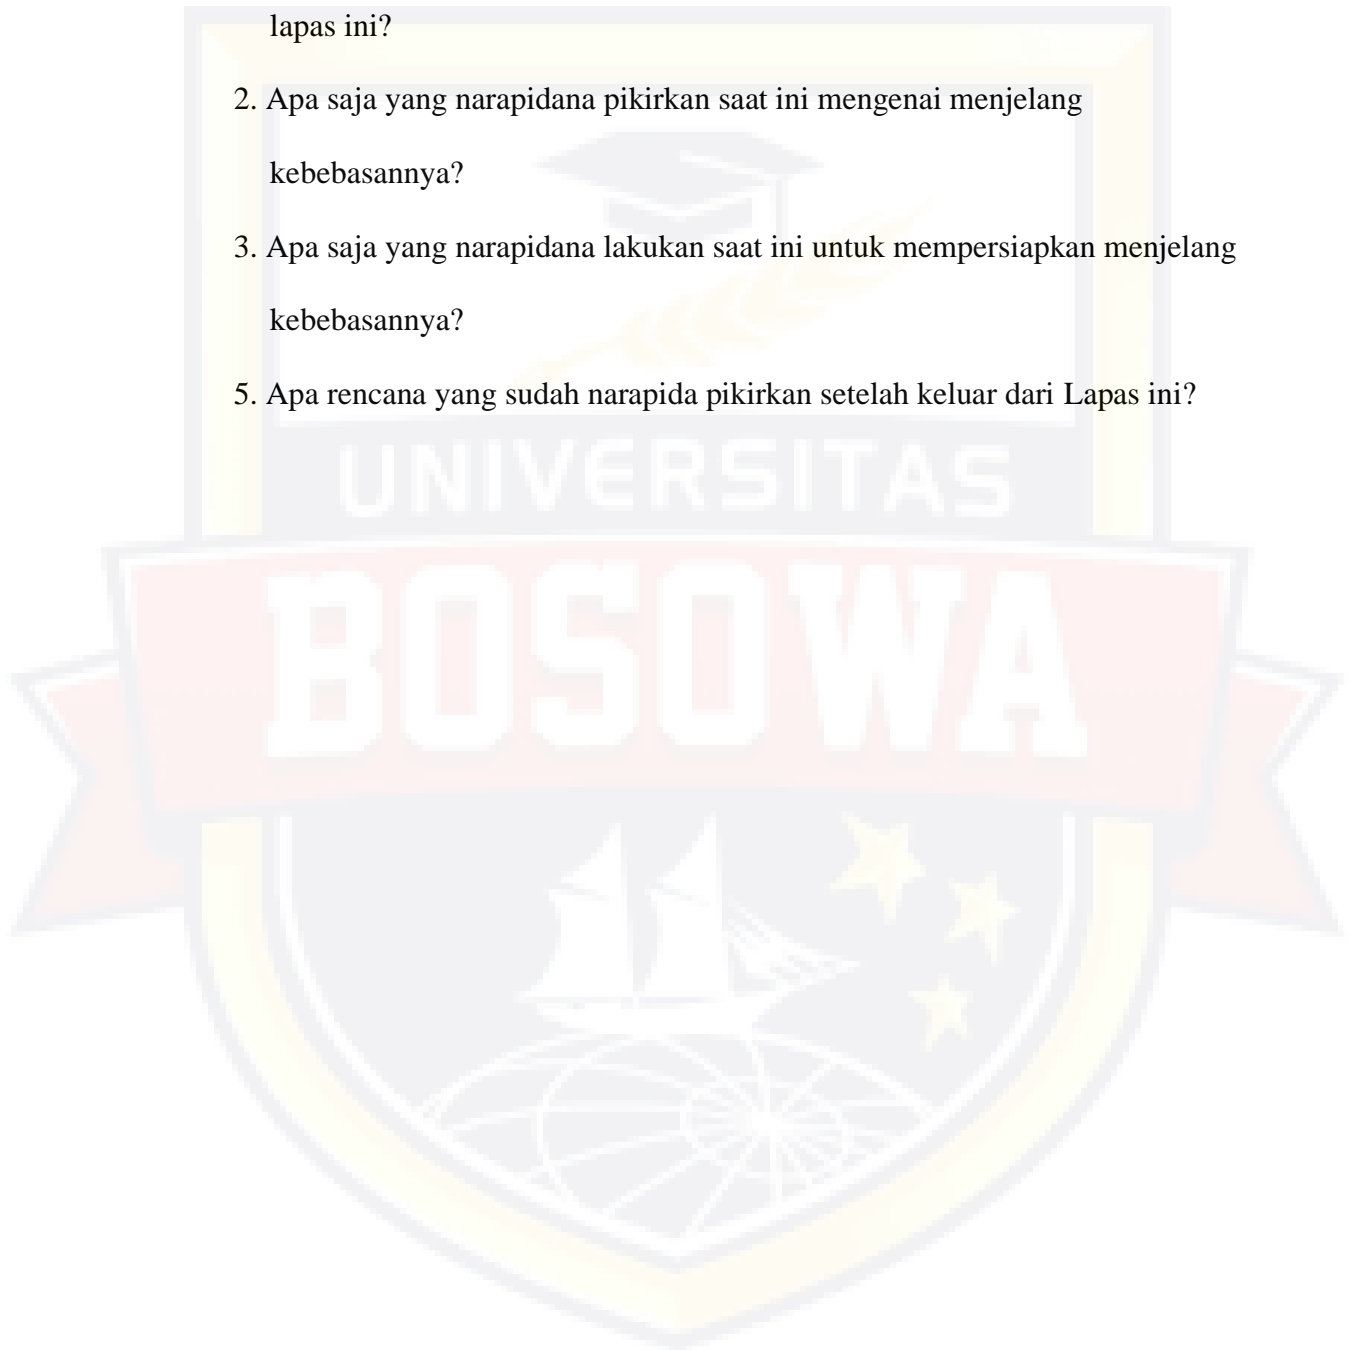 lapas ini?
2. Apa saja yang narapidana pikirkan saat ini mengenai menjelang
kebebasannya?
3. Apa saja yang narapidana lakukan saat ini untuk mempersiapkan menjelang
kebebasannya?
5. Apa rencana yang sudah narapida pikirkan setelah keluar dari Lapas ini?
UNIVERSITAS
BOSOWA